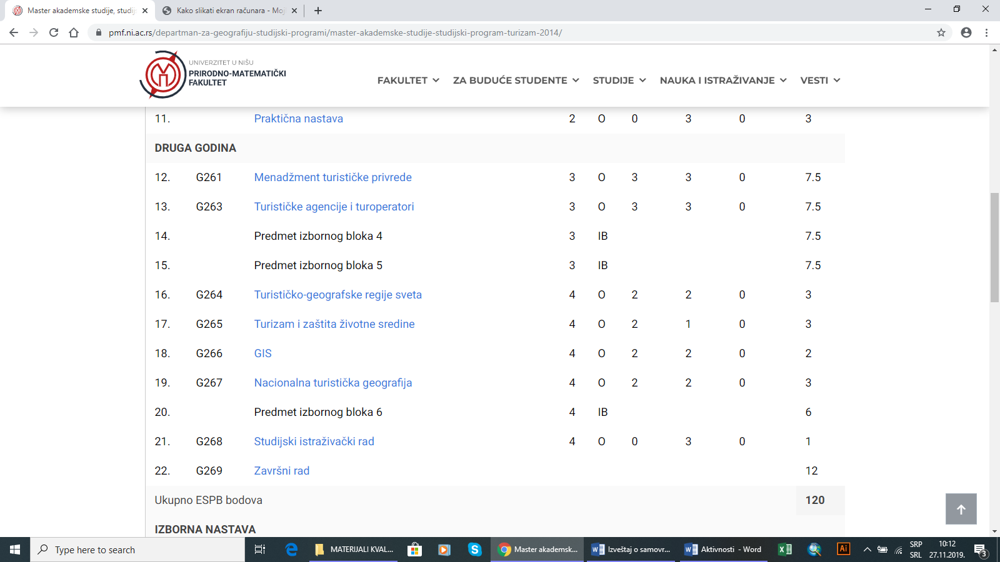 Master akademske studije, studij
Kako slikati ekran računara - Moj
pmf.ni.ac.rs/departman-za-geografiju-studijski-programi/master-akademske-studije-studijski-program-turizam-2014/
UNIVERZITET U NIŠU
PRIRODNO-MATEMATIČKI
FAKULTET
FAKULTET ZA BUDUĆE STUDENTE STUDIJE NAUKA I ISTRAŽIVANJE VESTI
11. Praktična nastava 2 O 0 3 0 3
DRUGA GODINA
12. G261 Menadžment turističke privrede 3 O 3 3 0 7.5
13. G263 Turističke agencije i turoperatori 3 O 3 3 0 7.5
14. Predmet izbornog bloka 4 3 IB 7.5
15. Predmet izbornog bloka 5 3 IB 7.5
16. G264 Turističko-geografske regije sveta 4 O 2 2 0 3
17. G265 Turizam i zaštita životne sredine 4 O 2 1 0 3
18. G266 GIS 4 O 2 2 0 2
19. G267 Nacionalna turistička geografija 4 O 2 2 0 3
20. Predmet izbornog bloka 6 4 IB 6
21. G268 Studijski istraživački rad 4 O 0 3 0 1
22. G269 Završni rad 12
Ukupno ESPB bodova 120
IZBORNA NASTAVA
Type here to search
MATERIJALI KVAL...
Master akademsk...
Izveštaj o samovr...
Aktivnosti - Word
Ai
SRP 10:12
SRL 27.11.2019.
3